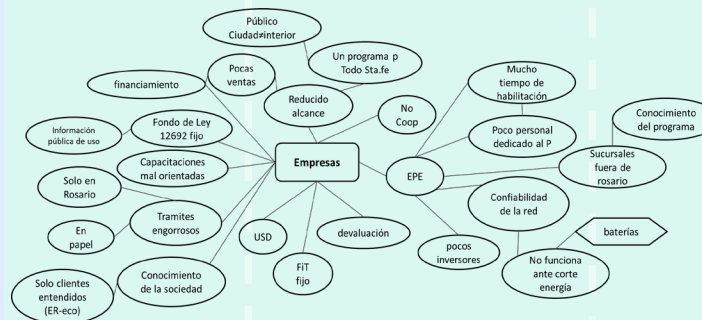 Público
Ciudad≠interior
Un programa p
Todo Sta.fe
Pocas
ventas
financiamiento
Reducido
alcance
No
Coop
Mucho
tiempo de
habilitación
Conocimiento
del programa
Información
pública de uso
Fondo de Ley
12692 fijo
Poco personal
dedicado al P
Capacitaciones
mal orientadas
Empresas
EPE
Sucursales
fuera de
rosario
Solo en
Rosario
Confiabilidad
de la red
Tramites
engorrosos
En
papel
USD
devaluación
pocos
inversores
baterías
FiT
fijo
No funciona
ante corte
energía
Conocimiento
de la sociedad
Solo clientes
entendidos
(ER-eco)